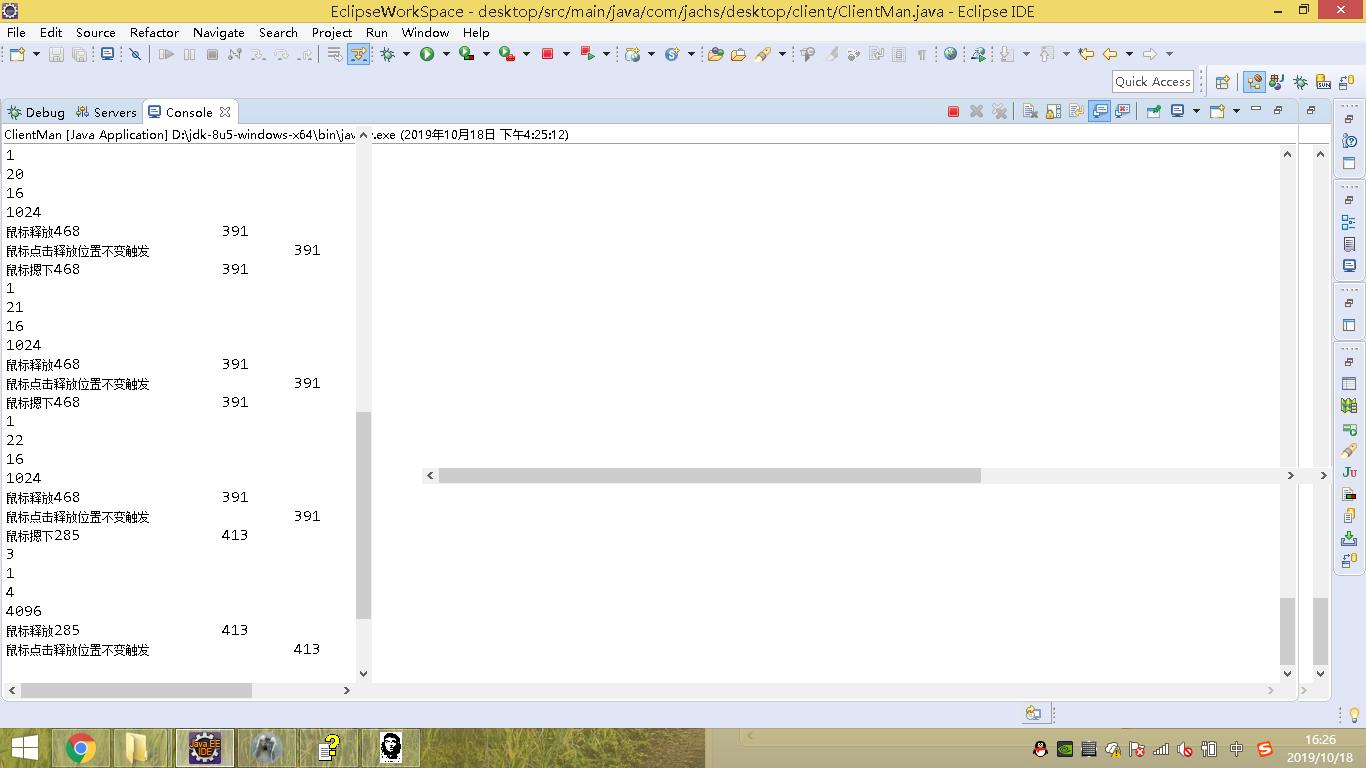 EclipseWorkSpace - desktop/src/main/java/com/jachs/desktop/client/ClientMan.java - Eclipse IDE
File Edit Source Refactor Navigate Search Project Run Window Help
Quick Access
Debug Servers Console
ClientMan [Java Application] D:\jdk-8u5-windows-x64\bin\jav .exe (2019年10月18日 下午4:25:12)
1
20
16
1024
鼠标释放468 391
鼠标点击释放位置不变触发 391
鼠标摁下468 391
1
21
16
1024
鼠标释放468 391
鼠标点击释放位置不变触发 391
鼠标摁下468 391
1
22
16
1024
鼠标释放468 391
鼠标点击释放位置不变触发 391
鼠标摁下285 413
3
1
4
4096
鼠标释放285 413
鼠标点击释放位置不变触发 413
Java EE
IDE
中
16:26
2019/10/18